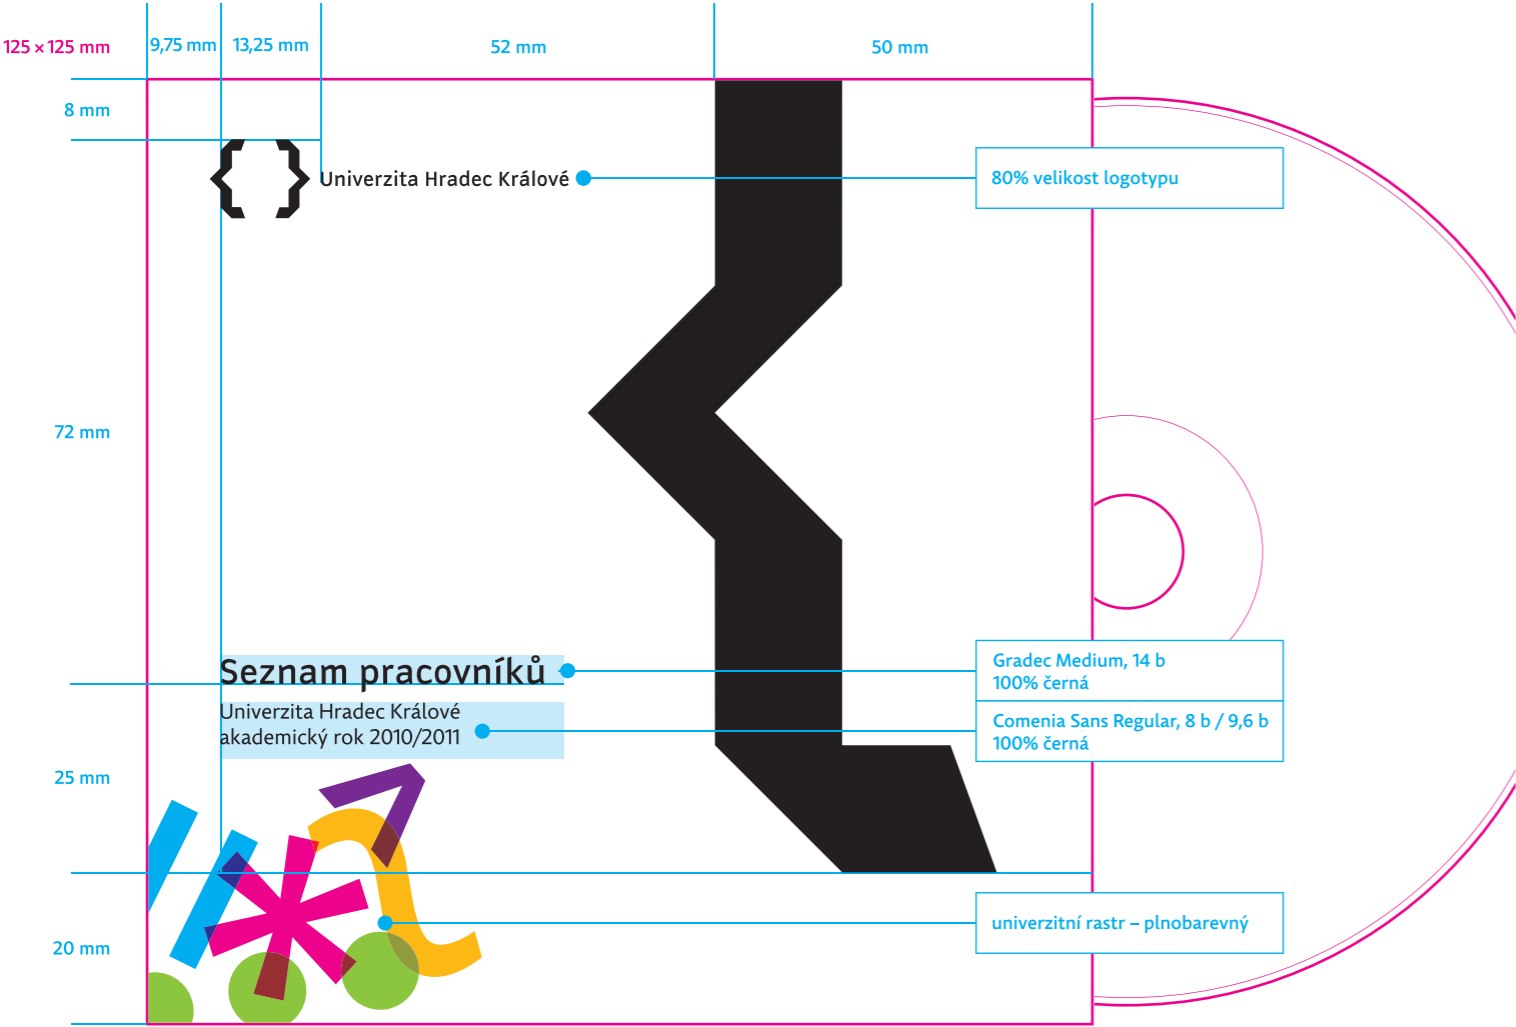 125 × 125 mm
9,75 mm
13,25 mm
52 mm
50 mm
8 mm
Univerzita Hradec Králové
80% velikost logotypu
72 mm
Seznam pracovníků
Gradec Medium, 14 b
100% černá
Univerzita Hradec Králové
akademický rok 2010/2011
Comenia Sans Regular, 8 b / 9,6 b
100% černá
25 mm
univerzitní rastr – plnobarevný
20 mm